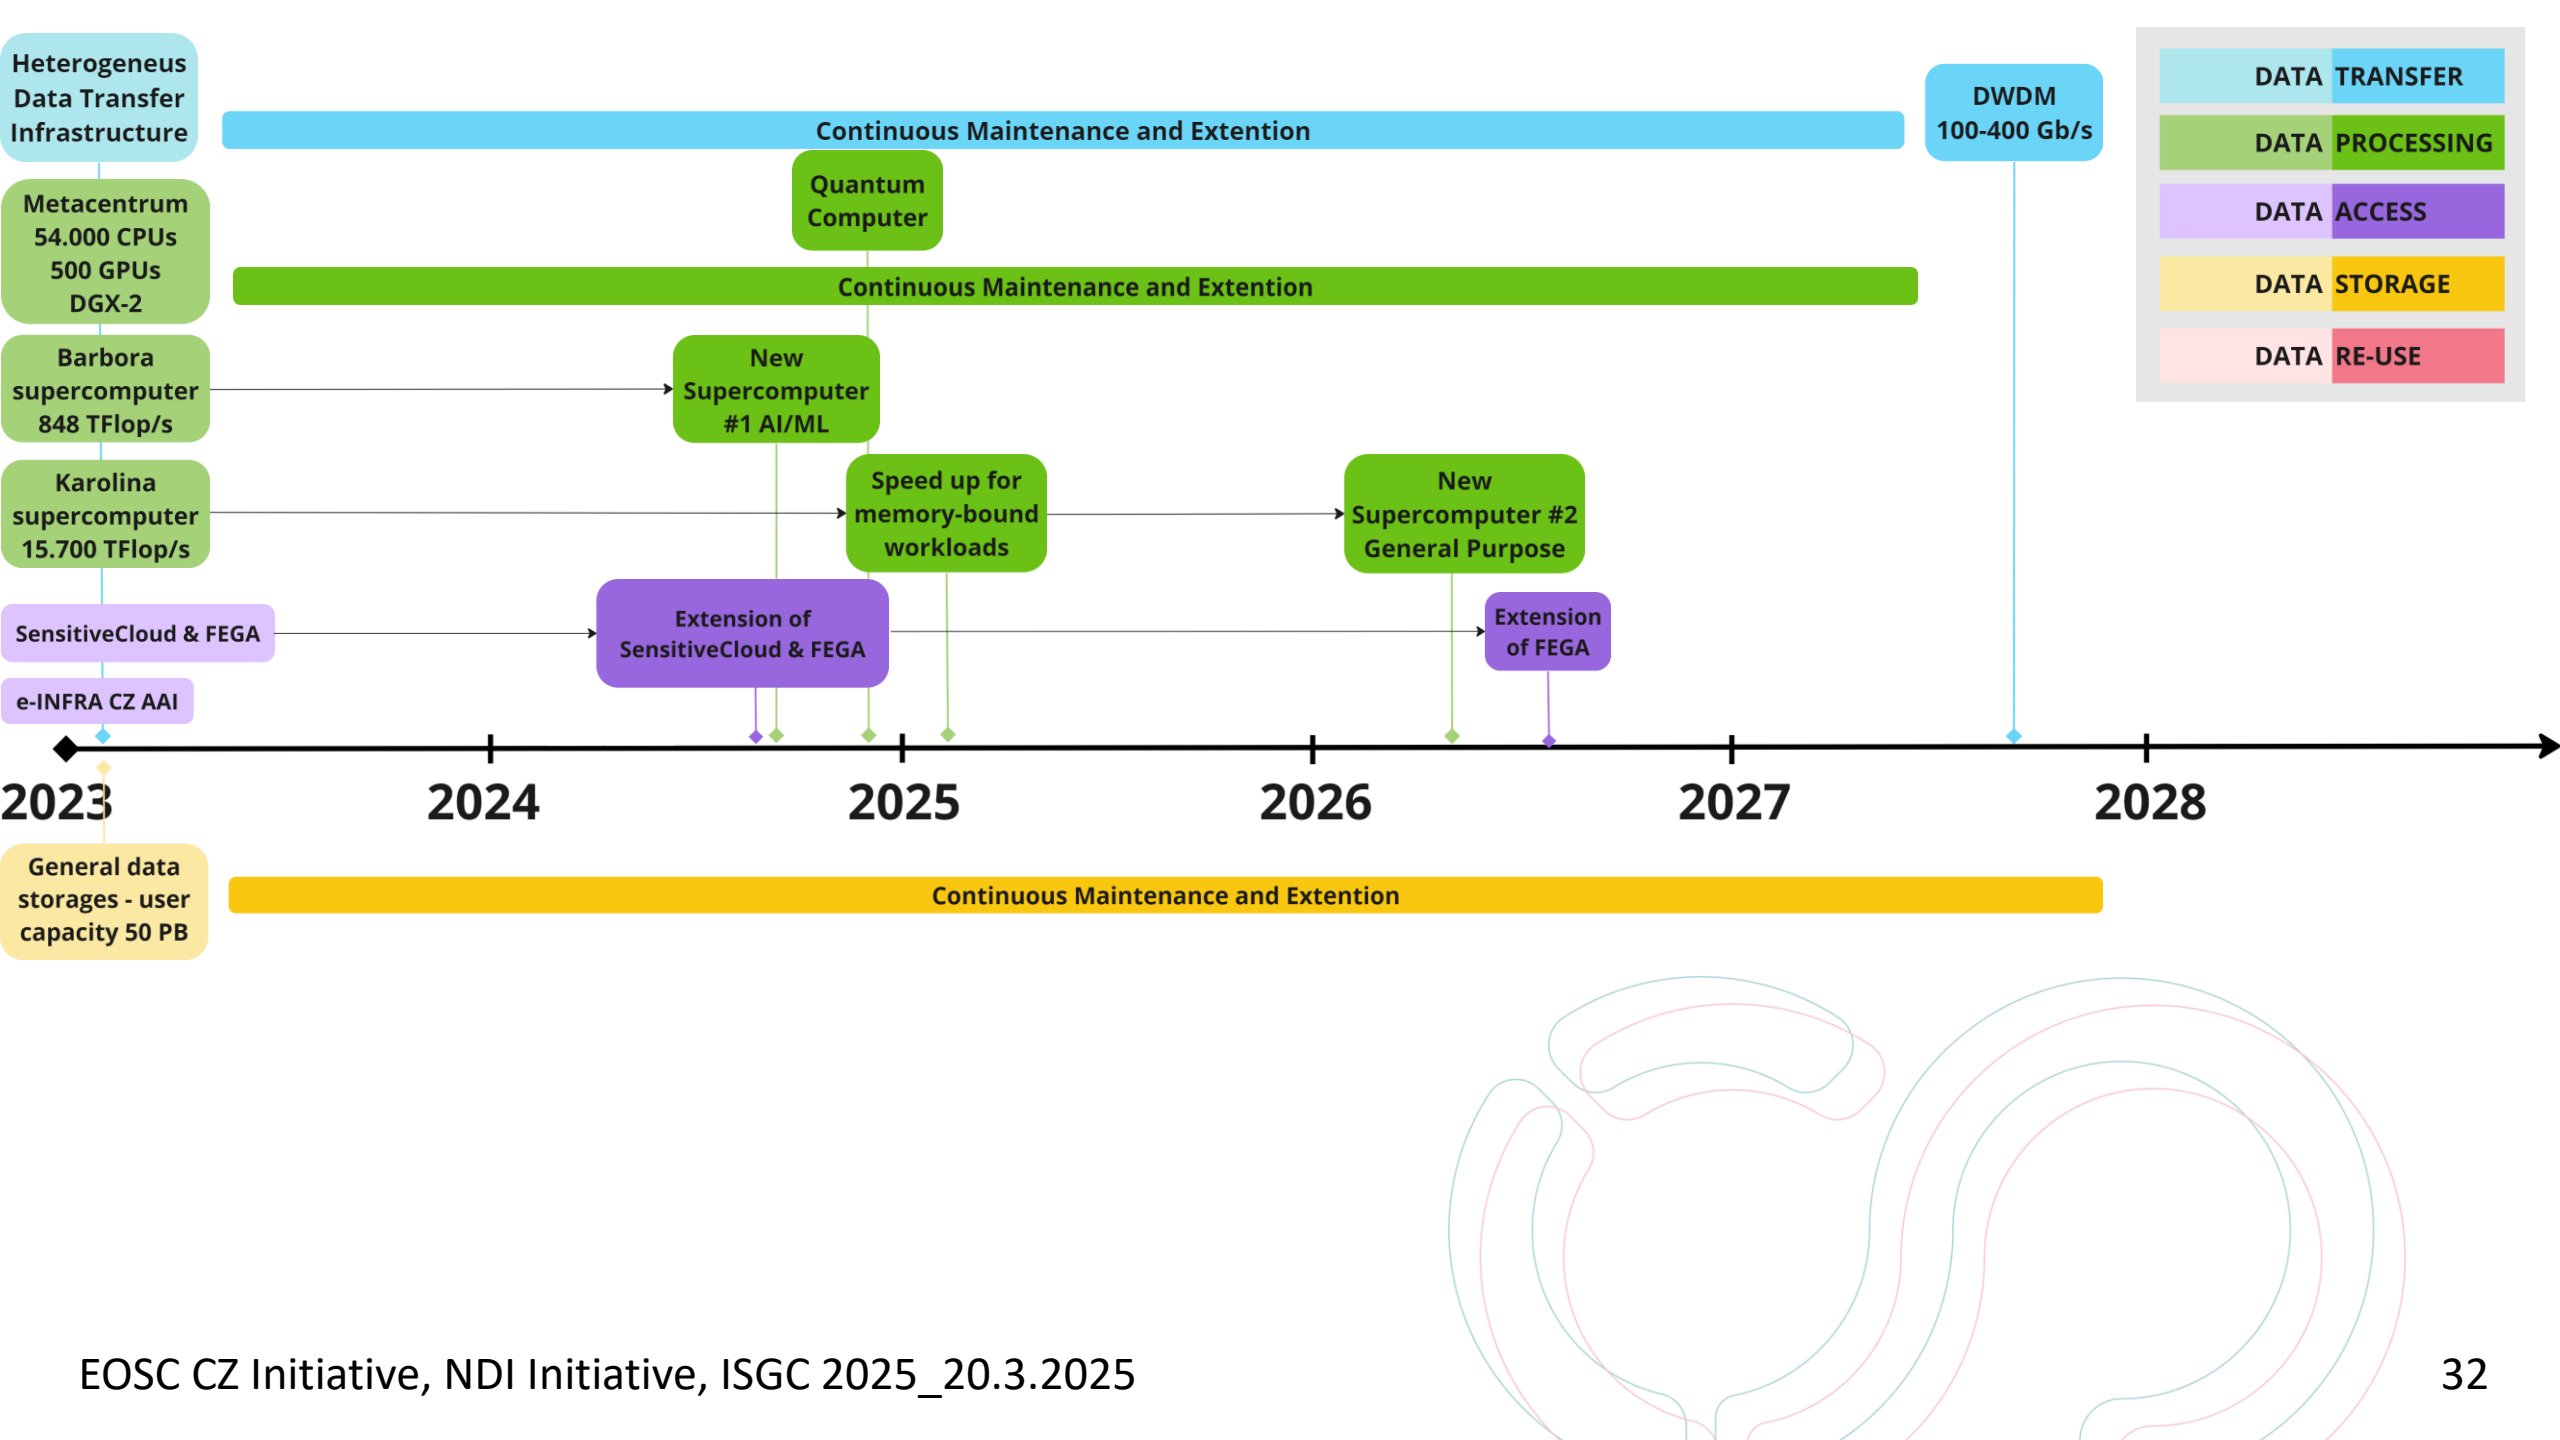 Heterogeneus
Data Transfer
Infrastructure
Continuous Maintenance and Extention
DWDM
100-400 Gb/s
DATA TRANSFER
DATA PROCESSING
DATA ACCESS
DATA STORAGE
DATA RE-USE
Quantum
Computer
Metacentrum
54.000 CPUs
500 GPUs
DGX-2
Continuous Maintenance and Extention
Barbora
supercomputer
848 TFlop/s
New
Supercomputer
#1 AI/ML
Karolina
supercomputer
15.700 TFlop/s
Speed up for
memory-bound
workloads
New
Supercomputer #2
General Purpose
SensitiveCloud & FEGA
Extension of
SensitiveCloud & FEGA
Extension
of FEGA
e-INFRA CZ AAI
2023
2024
2025
2026
2027
2028
General data
storages - user
capacity 50 PB
Continuous Maintenance and Extention
EOSC CZ Initiative, NDI Initiative, ISGC 2025_20.3.2025
32